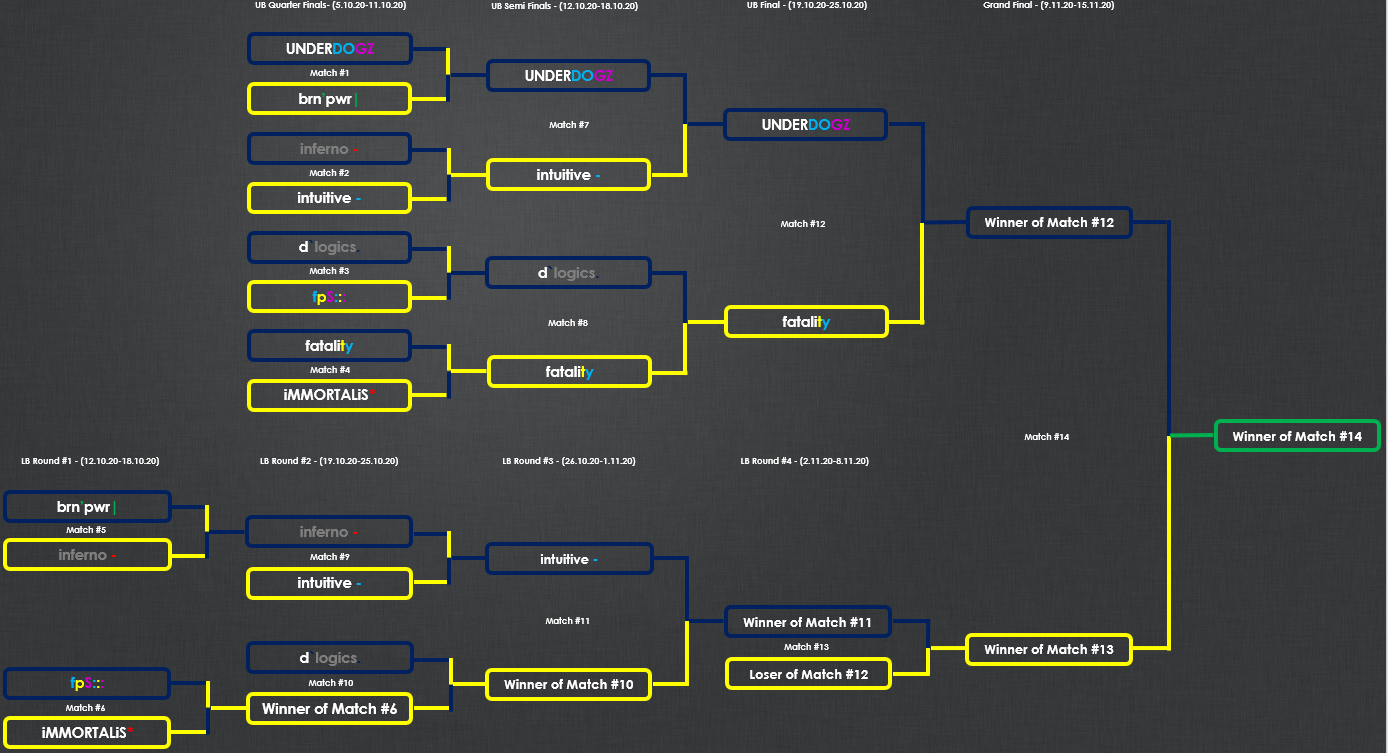 UB Quarter Finals- (5.10.20-11.10.20)
UB Semi Finals - (12.10.20-18.10.20)
UB Final - (19.10.20-25.10.20)
Grand Final - (9.11.20-15.11.20)
UNDERDOGZ
Match #1
brn*pwr|
inferno -
Match #2
intuitive -
d`logics.
Match #3
fpS:::
fatality
Match #4
iMMORTALiS*
UNDERDOGZ
Match #7
intuitive -
d`logics.
Match #8
fatality
UNDERDOGZ
Match #12
fatality
Winner of Match #12
Match #14
Winner of Match #14
LB Round #1 - (12.10.20-18.10.20)
LB Round #2 - (19.10.20-25.10.20)
LB Round #3 - (26.10.20-1.11.20)
LB Round #4 - (2.11.20-8.11.20)
brn*pwr|
Match #5
inferno -
fpS:::
Match #6
iMMORTALiS*
inferno -
Match #9
intuitive -
d`logics.
Match #10
Winner of Match #6
intuitive -
Match #11
Winner of Match #10
Winner of Match #11
Match #13
Loser of Match #12
Winner of Match #13